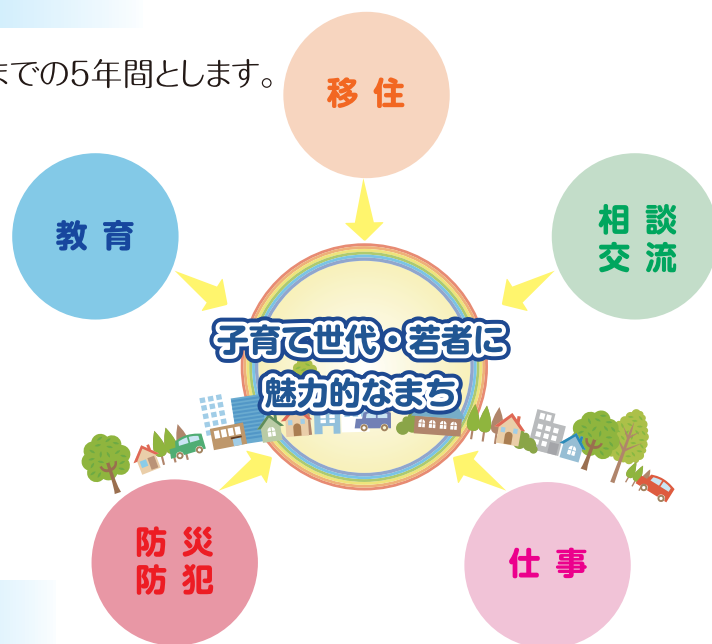 までの5年間とします。
移住
教育
相談
交流
子育て世代・若者に
魅力的なまち
防災
防犯
仕事